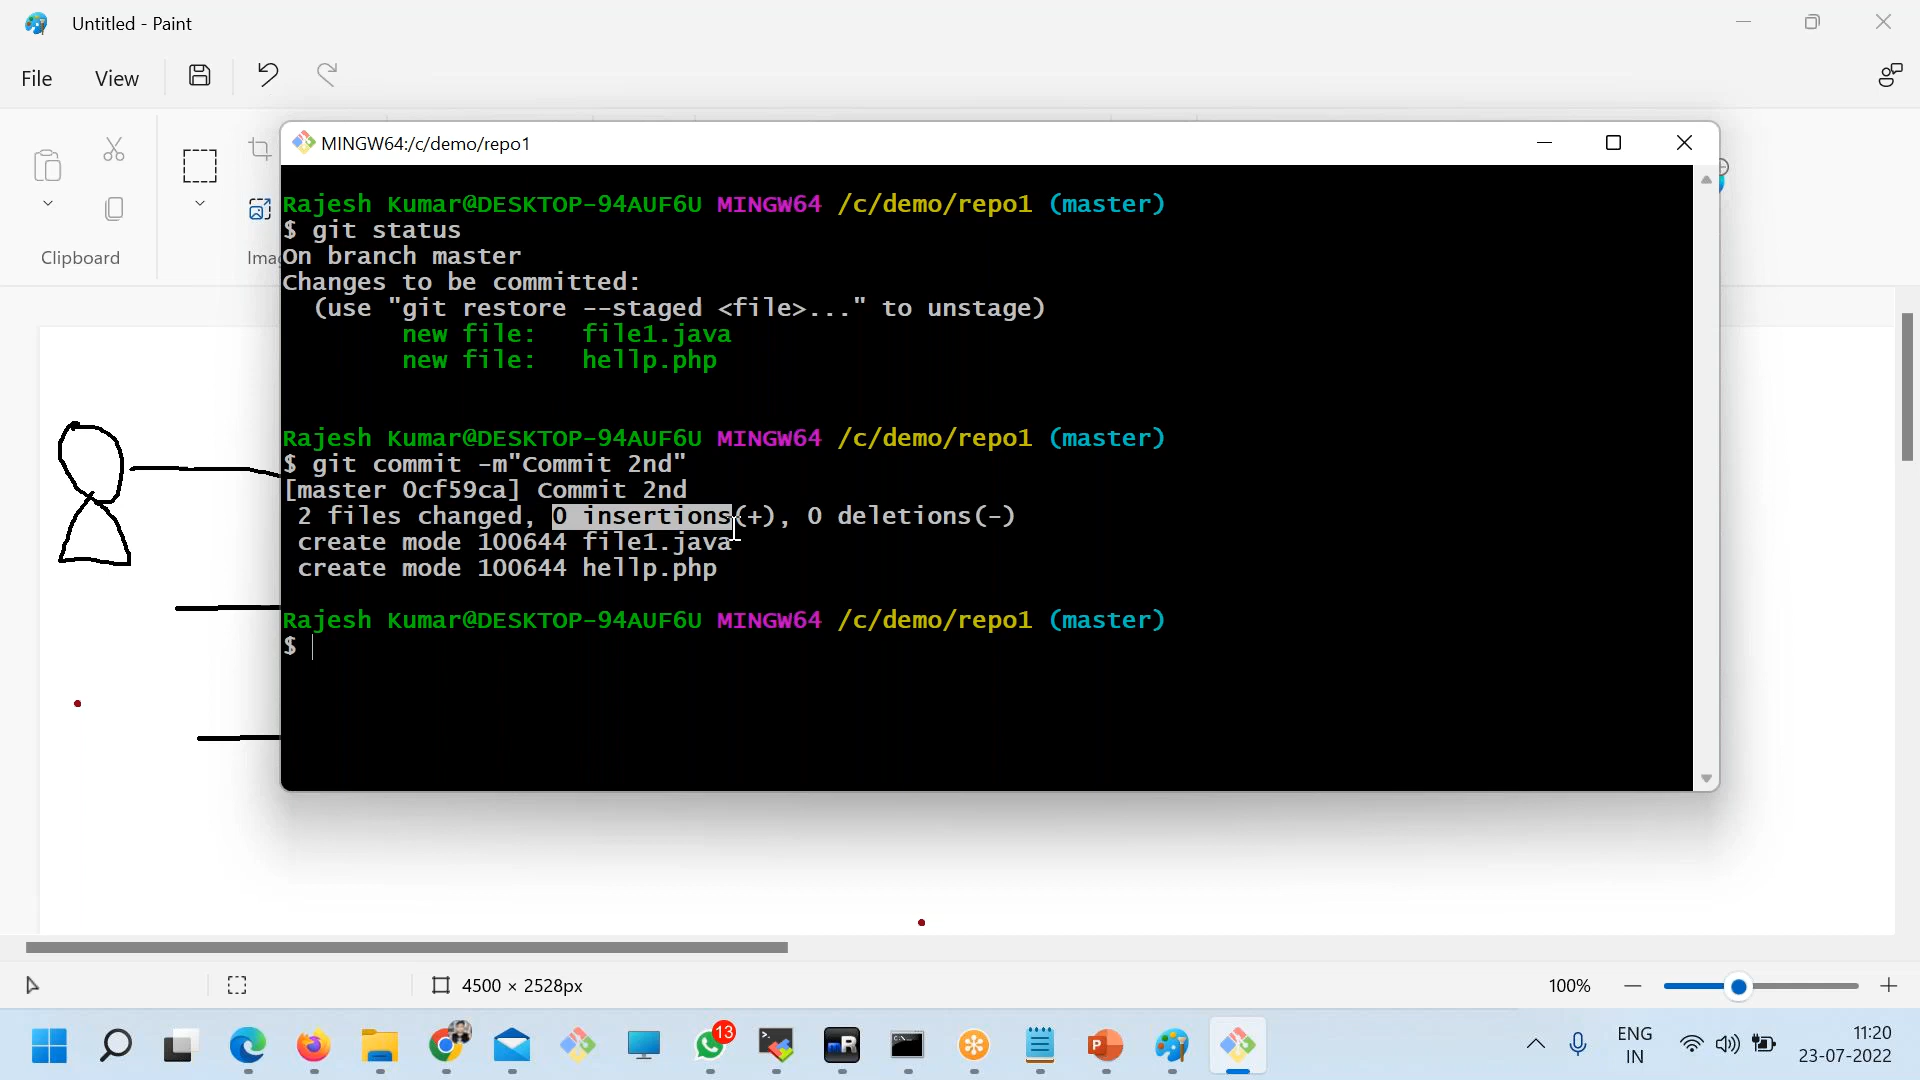 Untitled - Paint
File
View
Clipboard
MINGW64:/c/demo/repo1
Rajesh Kumar@DESKTOP-94AUF6U MINGW64 /c/demo/repo1 (master)
$ git status
On branch master
Changes to be committed:
(use "git restore --staged <file>..." to unstage)
new file: file1.java
new file: hellp.php
Rajesh Kumar@DESKTOP-94AUF6U MINGW64 /c/demo/repo1 (master)
$ git commit -m"Commit 2nd"
[master 0cf59ca] Commit 2nd
2 files changed, 0 insertions(+), 0 deletions(-)
create mode 100644 file1.java
create mode 100644 hellp.php
Rajesh Kumar@DESKTOP-94AUF6U MINGW64 /c/demo/repo1 (master)
$
4500 × 2528px
100%
13
ENG
IN
11:20
23-07-2022